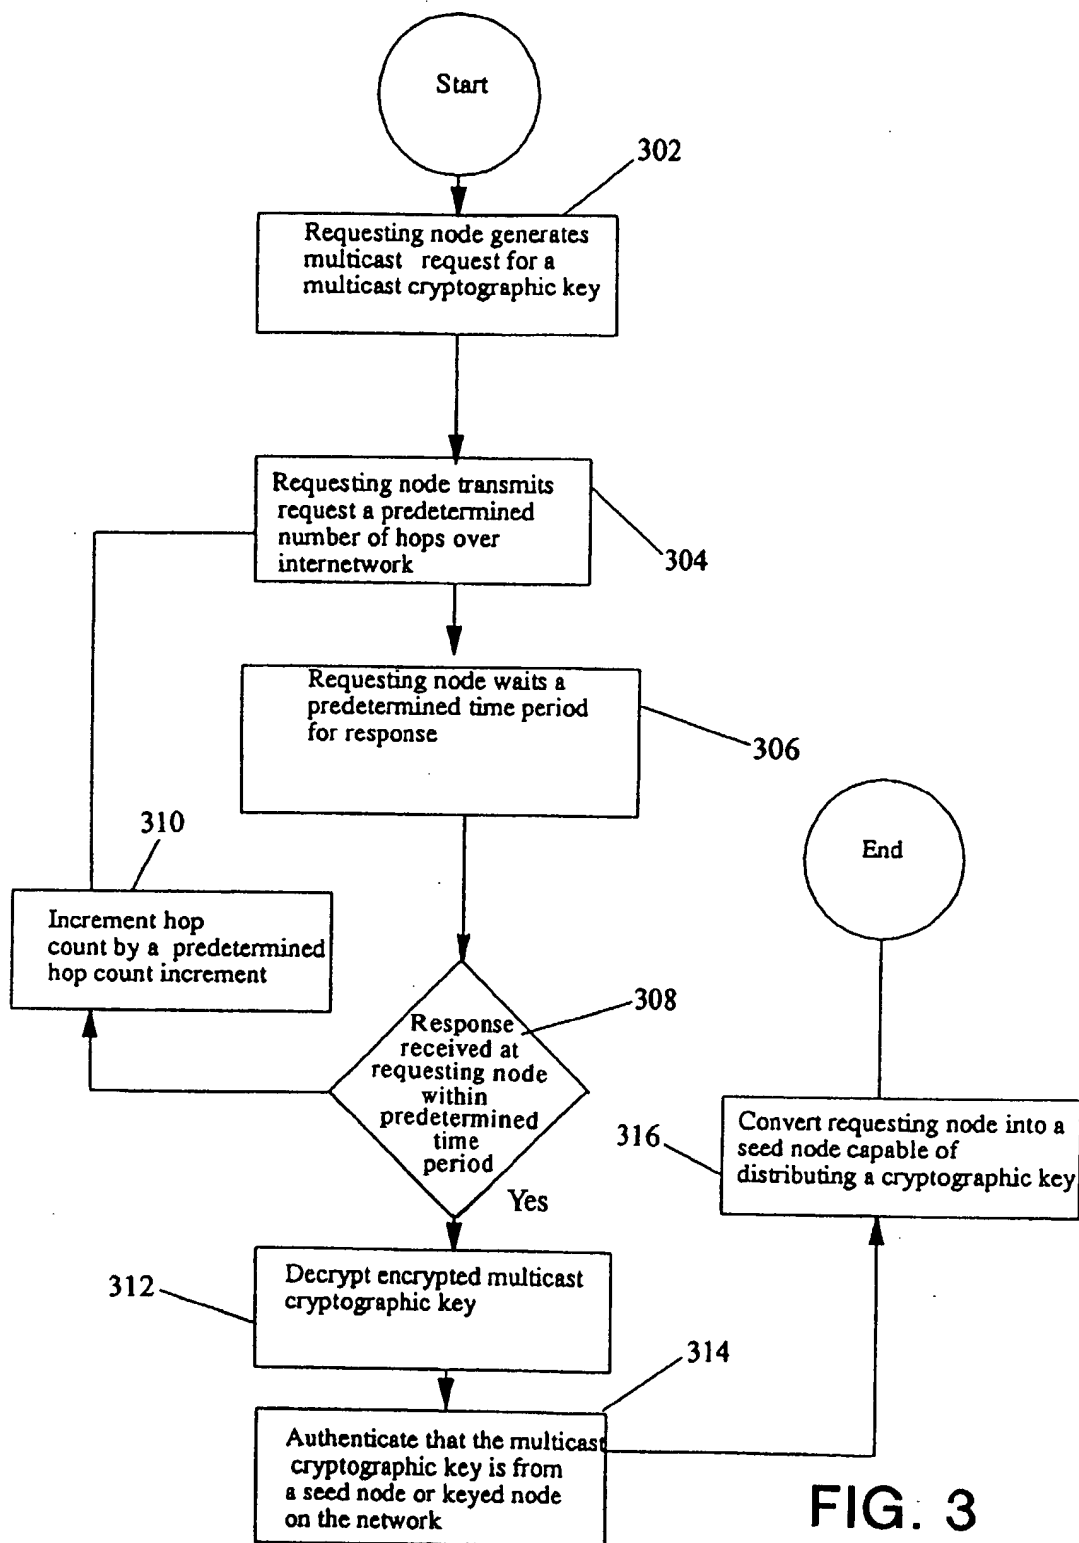 Start
302
Requesting node generates
multicast request for a
multicast cryptographic key
Requesting node transmits
request a predetermined
number of hops over
internetwork
304
Requesting node waits a
predetermined time period
for response
306
310
End
Increment hop
count by a predetermined
hop count increment
308
Response
received at
requesting node
within
predetermined
time
period
Yes
316
Convert requesting node into a
seed node capable of
distributing a cryptographic key
312
Decrypt encrypted multicast
cryptographic key
314
Authenticate that the multicast
cryptographic key is from
a seed node or keyed node
on the network
FIG. 3